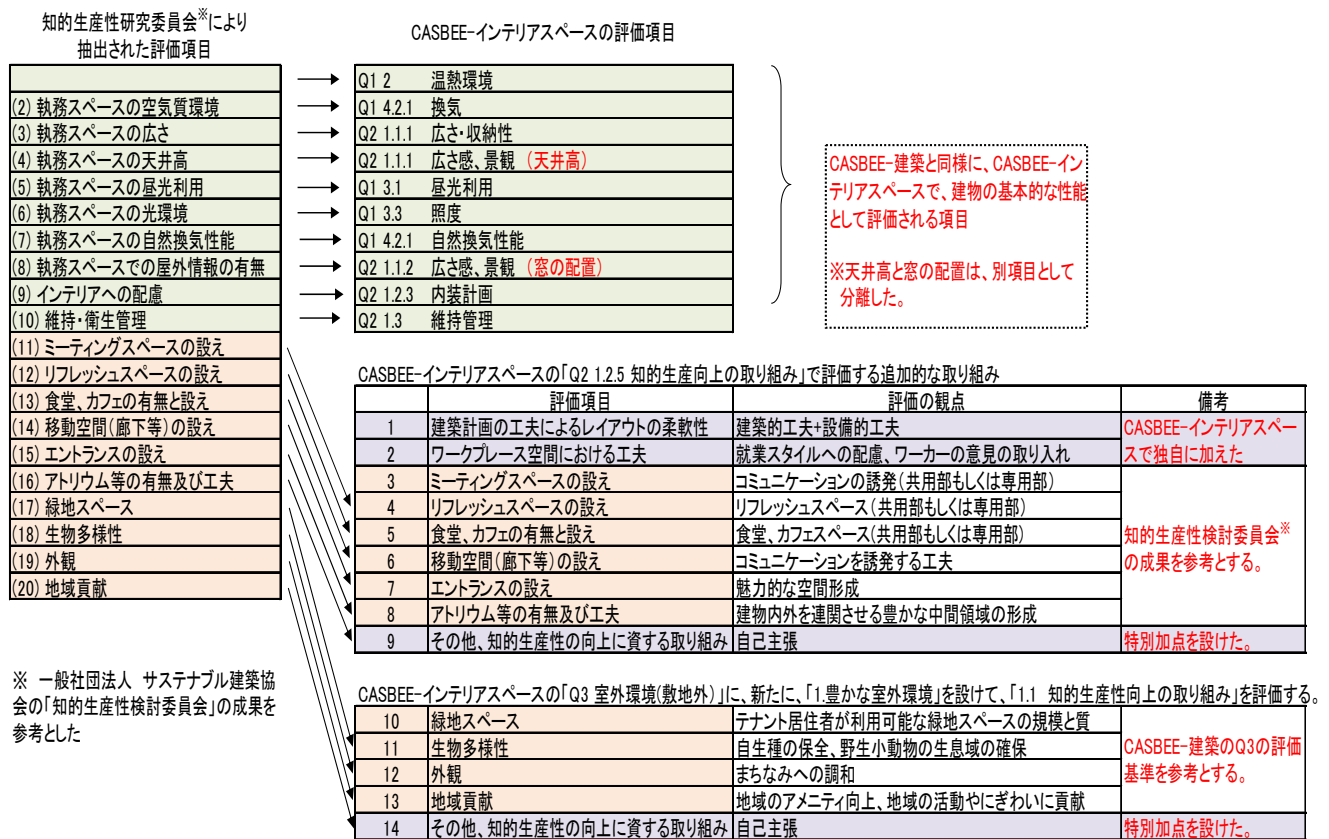 知的生産性研究委員会※により
抽出された評価項目
(2) 執務スペースの空気質環境
(3) 執務スペースの広さ
(4) 執務スペースの天井高
(5) 執務スペースの昼光利用
(6) 執務スペースの光環境
(7) 執務スペースの自然換気性能
(8) 執務スペースでの屋外情報の有無
(9) インテリアへの配慮
(10) 維持・衛生管理
(11) ミーティングスペースの設え
(12) リフレッシュスペースの設え
(13) 食堂、カフェの有無と設え
(14) 移動空間(廊下等)の設え
(15) エントランスの設え
(16) アトリウム等の有無及び工夫
(17) 緑地スペース
(18) 生物多様性
(19) 外観
(20) 地域貢献
※ 一般社団法人 サステナブル建築協
会の「知的生産性検討委員会」の成果を
参考とした
CASBEE-インテリアスペースの評価項目
Q1 2 温熱環境
Q1 4.2.1 換気
Q2 1.1.1 広さ・収納性
Q2 1.1.1 広さ感、景観 (天井高)
Q1 3.1 昼光利用
Q1 3.3 照度
Q1 4.2.1 自然換気性能
Q2 1.1.2 広さ感、景観 (窓の配置)
Q2 1.2.3 内装計画
Q2 1.3 維持管理
CASBEE-建築と同様に、CASBEE-イン
テリアスペースで、建物の基本的な性能
として評価される項目
※天井高と窓の配置は、別項目として
分離した。
CASBEE-インテリアスペースの「Q2 1.2.5 知的生産向上の取り組み」で評価する追加的な取り組み
評価項目 評価の観点 備考
1 建築計画の工夫によるレイアウトの柔軟性 建築的工夫+設備的工夫
2 ワークプレース空間における工夫 就業スタイルへの配慮、ワーカーの意見の取り入れ
CASBEE-インテリアスペー
スで独自に加えた
3 ミーティングスペースの設え コミュニケーションの誘発(共用部もしくは専用部)
4 リフレッシュスペースの設え リフレッシュスペース(共用部もしくは専用部)
5 食堂、カフェの有無と設え 食堂、カフェスペース(共用部もしくは専用部)
6 移動空間(廊下等)の設え コミュニケーションを誘発する工夫
7 エントランスの設え 魅力的な空間形成
8 アトリウム等の有無及び工夫 建物内外を連関させる豊かな中間領域の形成
知的生産性検討委員会※
の成果を参考とする。
9 その他、知的生産性の向上に資する取り組み 自己主張 特別加点を設けた。
CASBEE-インテリアスペースの「Q3 室外環境(敷地外)」に、新たに、「1.豊かな室外環境」を設けて、「1.1 知的生産性向上の取り組み」を評価する。
10 緑地スペース テナント居住者が利用可能な緑地スペースの規模と質
11 生物多様性 自生種の保全、野生小動物の生息域の確保
12 外観 まちなみへの調和
13 地域貢献 地域のアメニティ向上、地域の活動やにぎわいに貢献
CASBEE-建築のQ3の評価
基準を参考とする。
14 その他、知的生産性の向上に資する取り組み 自己主張 特別加点を設けた。